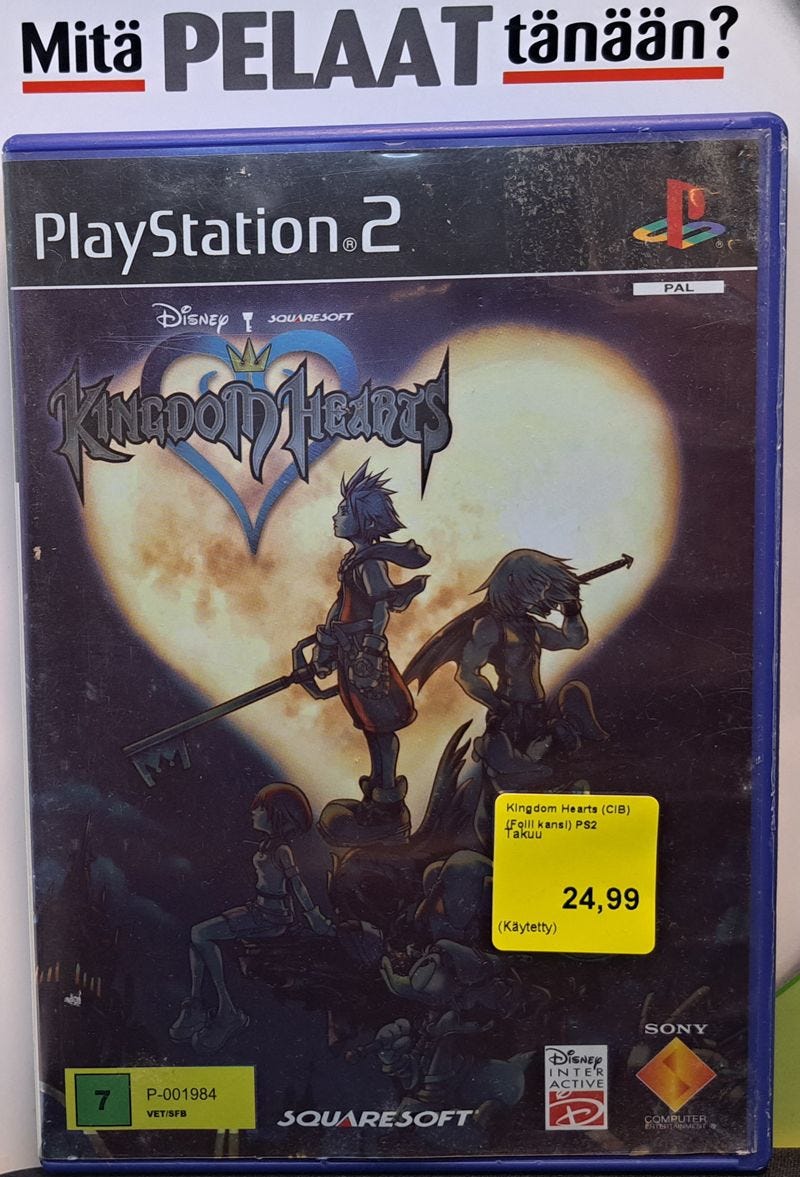 Mitä PELAAT tänään?
PlayStation®2
PAL
Disney SQUARESOFT
KINGDOM HEARTS
Kingdom Hearts (CIB)
(Foili kansi) PS2
Takuu
24,99
(Käytetty)
7 P-001984
VET/SFB
SQUARESOFT
Disney
INTER
ACTIVE
SONY
COMPUTER
ENTERTAINMENT ®